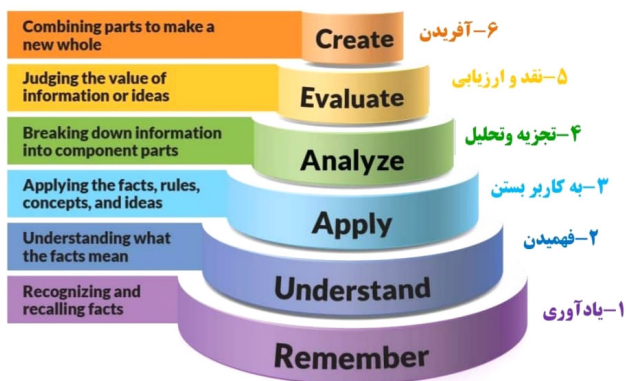 Combining parts to make a
new whole
Create
۶-آفریدن
Judging the value of
information or ideas
Evaluate
۵-نقد و ارزیابی
Breaking down information
into component parts
Analyze
۴-تجزیه وتحلیل
Applying the facts, rules,
concepts, and ideas
Apply
۳-به کاربر بستن
Understanding what
the facts mean
Understand
۲-فهمیدن
Recognizing and
recalling facts
Remember
۱-یادآوری